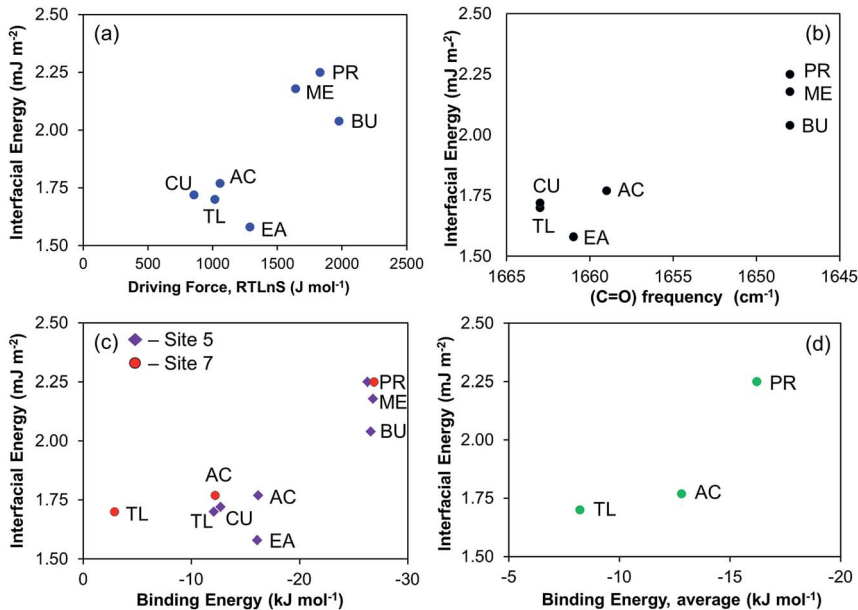 (a)
Interfacial Energy (mJ m⁻²)
2.50
2.25
2.00
1.75
1.50
PR
ME
BU
CU
AC
TL
EA
0 500 1000 1500 2000 2500
Driving Force, RTLnS (J mol⁻¹)
(b)
Interfacial Energy (mJ m⁻²)
2.50
2.25
2.00
1.75
1.50
PR
ME
BU
CU
AC
TL
EA
1665 1660 1655 1650 1645
(C=O) frequency (cm⁻¹)
(c)
– Site 5
– Site 7
Interfacial Energy (mJ m⁻²)
2.50
2.25
2.00
1.75
1.50
PR
ME
BU
AC
AC
TL
TL
CU
EA
0 -10 -20 -30
Binding Energy (kJ mol⁻¹)
(d)
Interfacial Energy (mJ m⁻²)
2.50
2.25
2.00
1.75
1.50
PR
AC
TL
-5 -10 -15 -20
Binding Energy, average (kJ mol⁻¹)